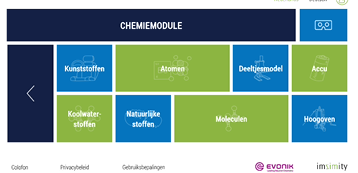 CHEMIEMODULE
Kunststoffen
Atomen
Deeltjesmodel
Accu
Koolwater-
stoffen
Natuurlijke
stoffen
Moleculen
Hoogoven
Colofon
Privacybeleid
Gebruiksbepalingen
EVONIK
imsimity